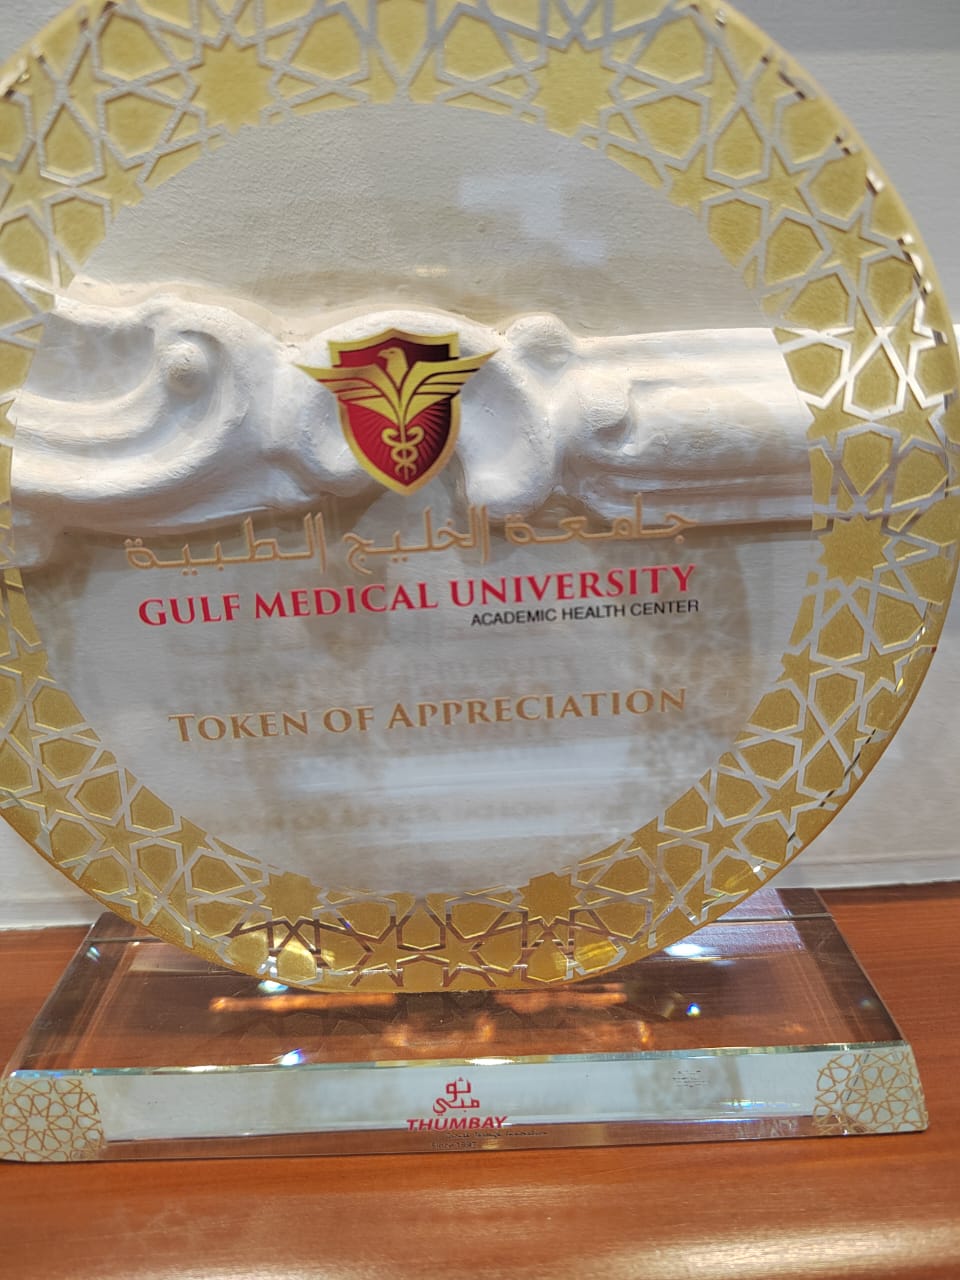 جامعة الخليج الطبية
GULF MEDICAL UNIVERSITY
ACADEMIC HEALTH CENTER
TOKEN OF APPRECIATION
ثومبي
THUMBAY